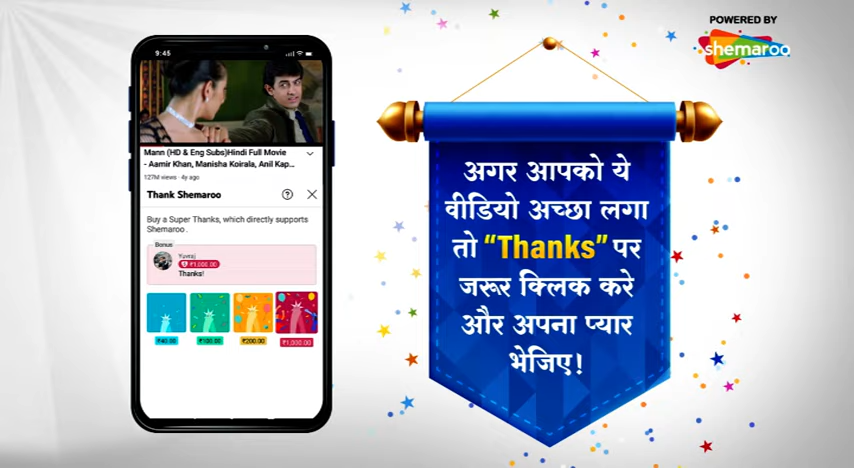 POWERED BY
shemaroo
9:45
Mann (HD & Eng Subs)Hindi Full Movie
- Aamir Khan, Manisha Koirala, Anil Kap...
127M views · 4y ago
Thank Shemaroo
Buy a Super Thanks, which directly supports
Shemaroo .
Bonus
Yuvraj
₹1,000.00
Thanks!
₹40.00 ₹100.00 ₹200.00 ₹1,000.00
अगर आपको ये
वीडियो अच्छा लगा
तो “Thanks” पर
जरूर क्लिक करे
और अपना प्यार
भेजिए!